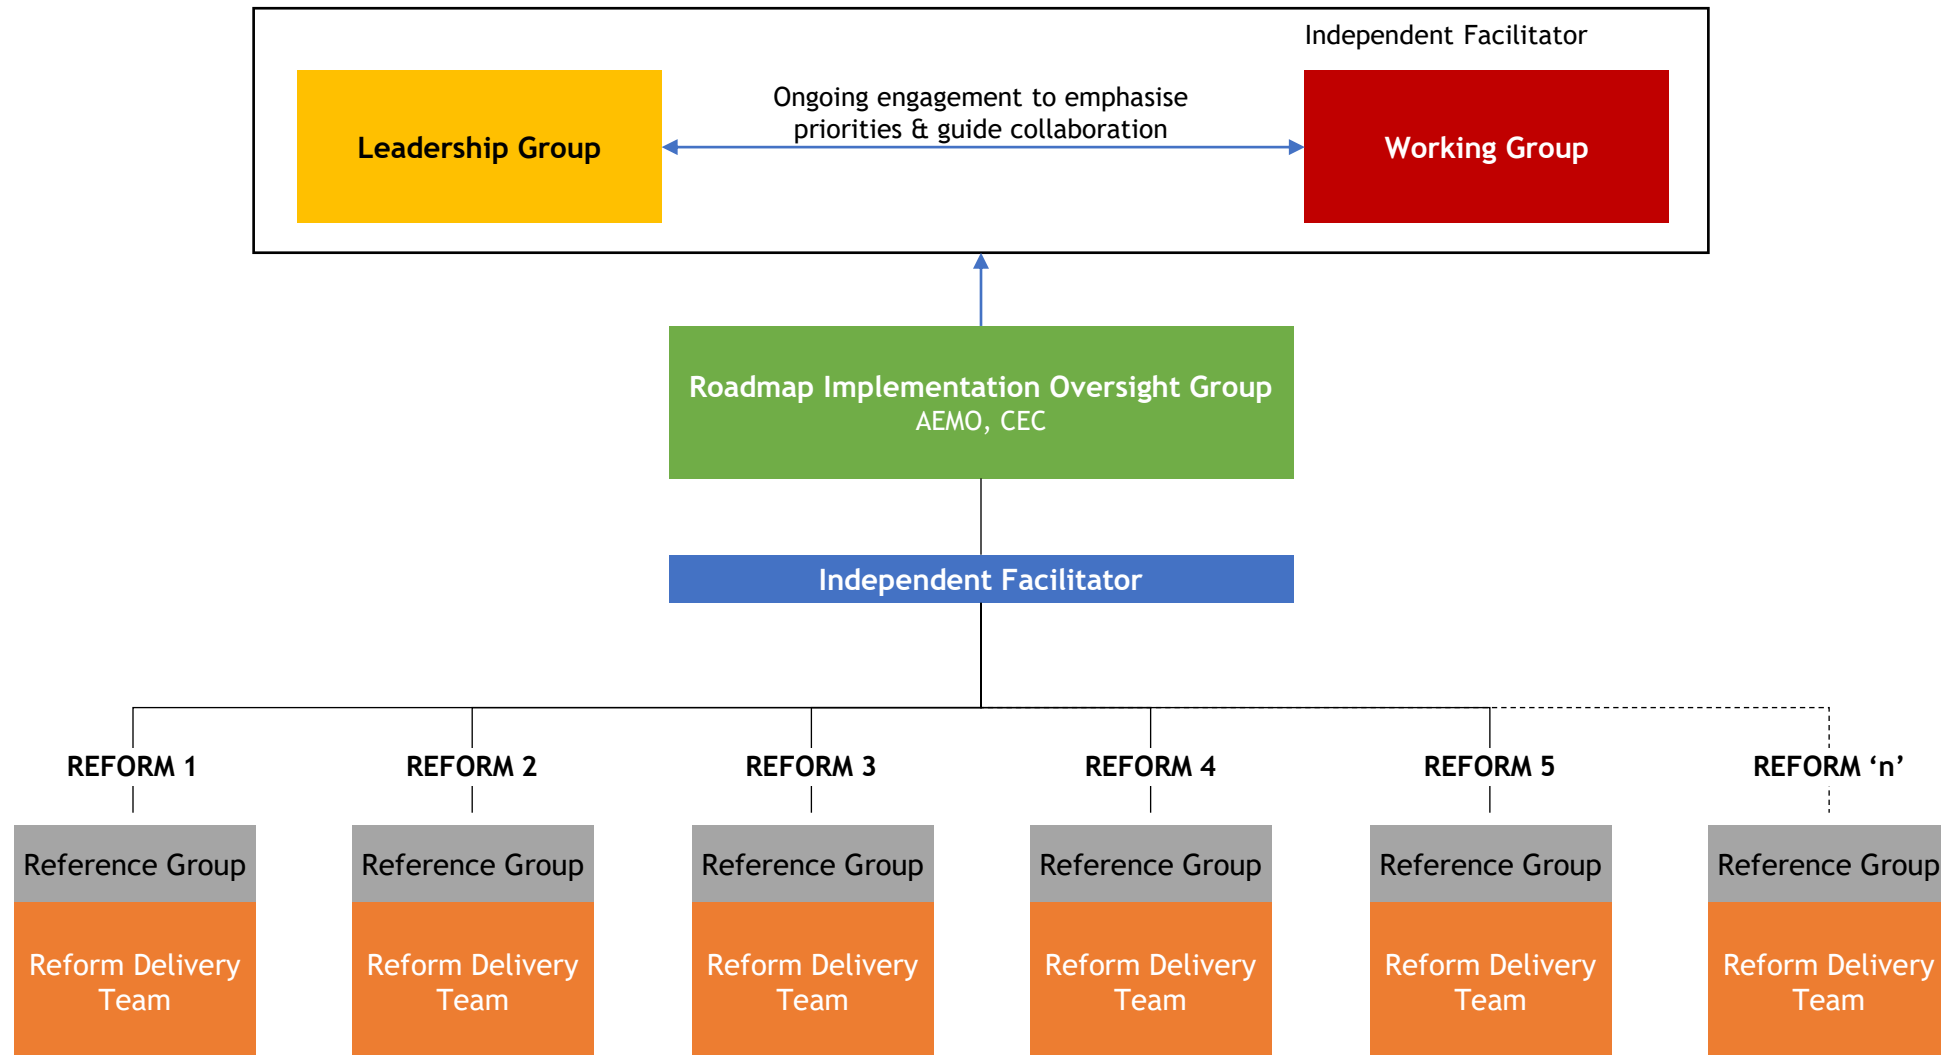 Independent Facilitator
Ongoing engagement to emphasise
priorities & guide collaboration
Leadership Group
Working Group
Roadmap Implementation Oversight Group
AEMO, CEC
Independent Facilitator
REFORM 1
REFORM 2
REFORM 3
REFORM 4
REFORM 5
REFORM ‘n’
Reference Group
Reference Group
Reference Group
Reference Group
Reference Group
Reference Group
Reform Delivery
Team
Reform Delivery
Team
Reform Delivery
Team
Reform Delivery
Team
Reform Delivery
Team
Reform Delivery
Team